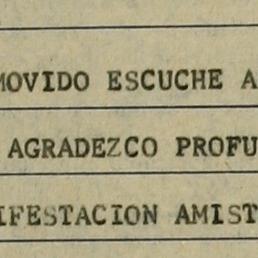 MOVIDO ESCUCHE A
AGRADEZCO PROFU
IFESTACION AMIST